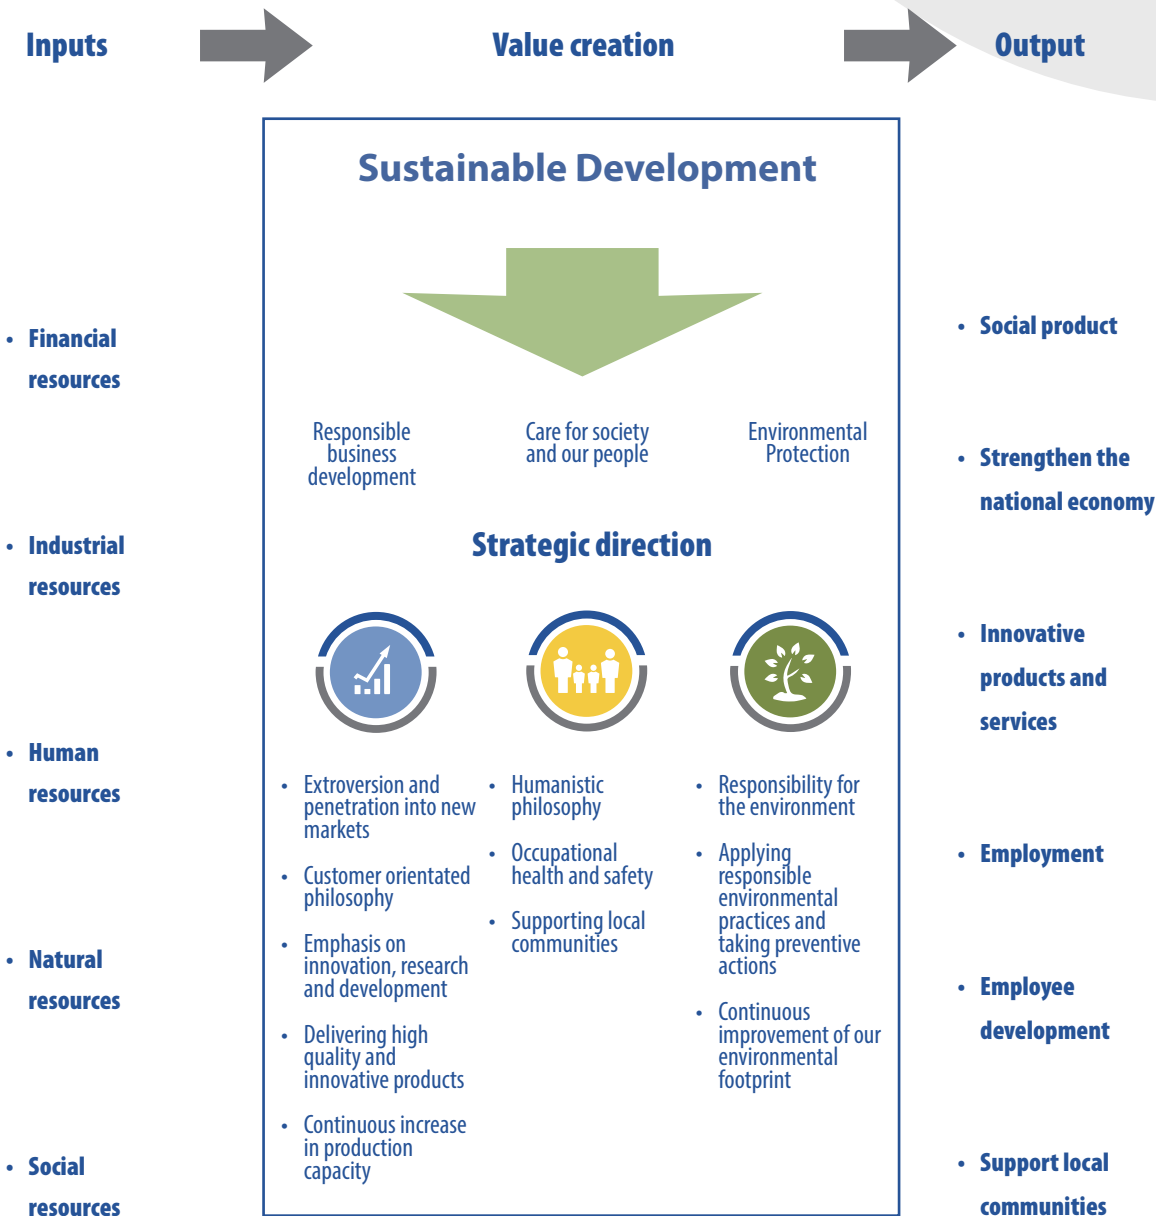 Inputs
Value creation
Output
Financial
resources
Industrial
resources
Human
resources
Natural
resources
Social
resources
Sustainable Development
Responsible
business
development
Care for society
and our people
Environmental
Protection
Strategic direction
• Extroversion and
penetration into new
markets
• Customer orientated
philosophy
• Emphasis on
innovation, research
and development
• Delivering high
quality and
innovative products
• Continuous increase
in production
capacity
• Humanistic
philosophy
• Occupational
health and safety
• Supporting local
communities
• Responsibility for
the environment
• Applying
responsible
environmental
practices and
taking preventive
actions
• Continuous
improvement of our
environmental
footprint
• Social product
• Strengthen the
national economy
• Innovative
products and
services
• Employment
• Employee
development
• Support local
communities